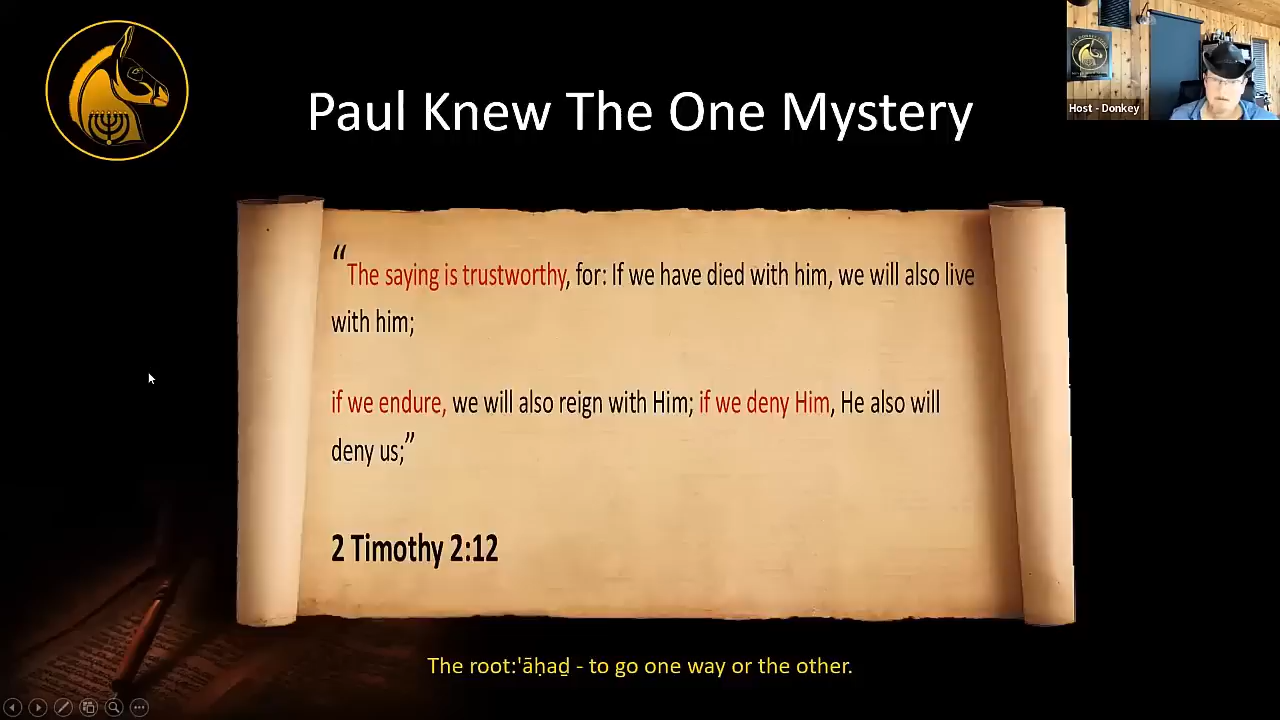 Paul Knew The One Mystery
Host - Donkey
“The saying is trustworthy, for: If we have died with him, we will also live
with him;
if we endure, we will also reign with Him; if we deny Him, He also will
deny us;”
2 Timothy 2:12
The root:'āḥaḏ - to go one way or the other.